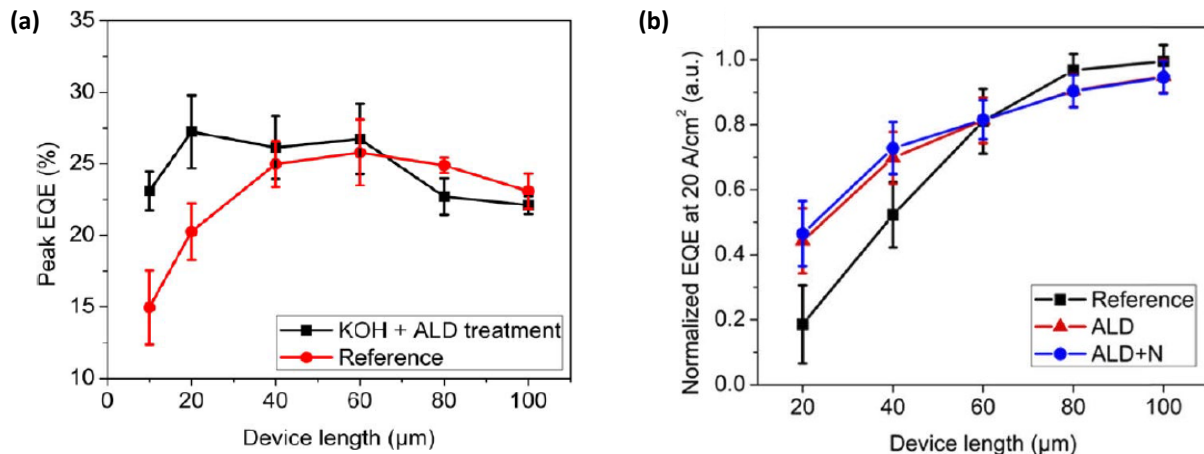 (a)
Peak EQE (%)
35
30
25
20
15
10
0
20
40
60
80
100
Device length (μm)
KOH + ALD treatment
Reference
(b)
Normalized EQE at 20 A/cm² (a.u.)
1.0
0.8
0.6
0.4
0.2
0.0
20
40
60
80
100
Device length (μm)
Reference
ALD
ALD+N